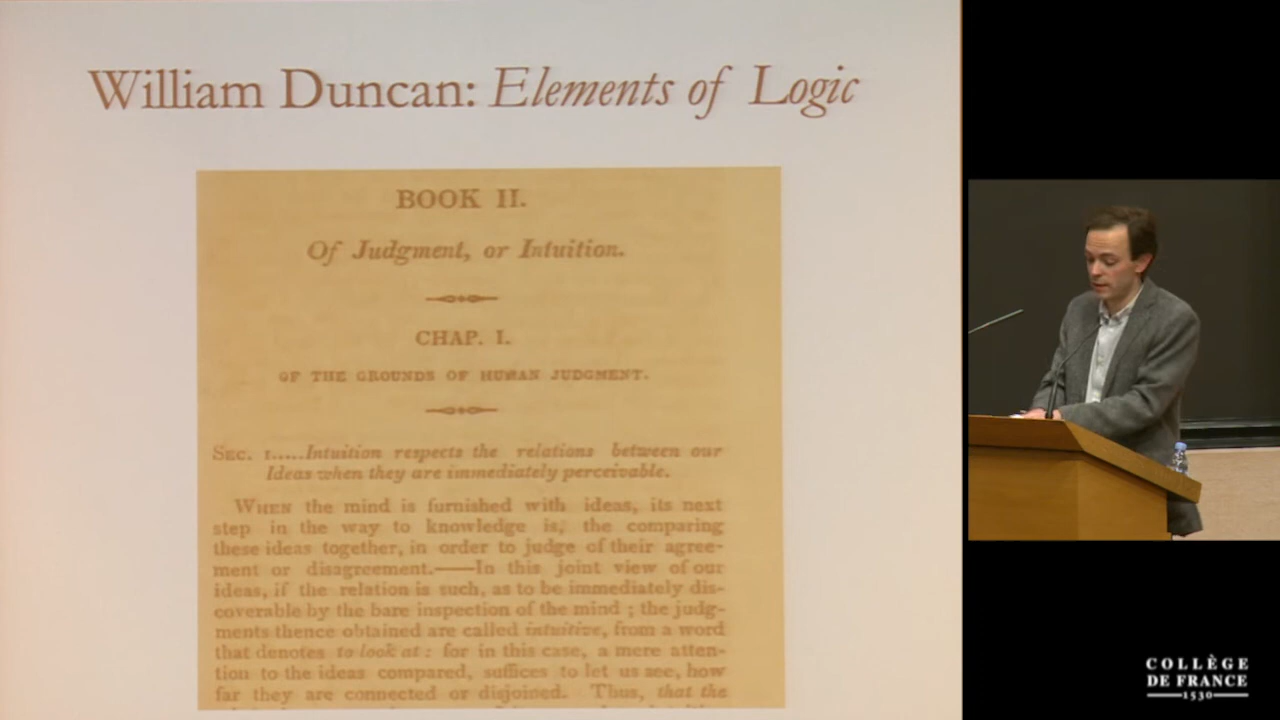 William Duncan: Elements of Logic
BOOK II.
Of Judgment, or Intuition.
CHAP. I.
OF THE GROUNDS OF HUMAN JUDGMENT.
SEC. I.....Intuition respects the relations between our
Ideas when they are immediately perceivable.
WHEN the mind is furnished with ideas, its next
step in the way to knowledge is, the comparing
these ideas together, in order to judge of their agree-
ment or disagreement.——In this joint view of our
ideas, if the relation is such, as to be immediately dis-
coverable by the bare inspection of the mind ; the judg-
ments thence obtained are called intuitive, from a word
that denotes to look at : for in this case, a mere atten-
tion to the ideas compared, suffices to let us see, how
far they are connected or disjoined. Thus, that the
COLLÈGE
DE FRANCE
1530